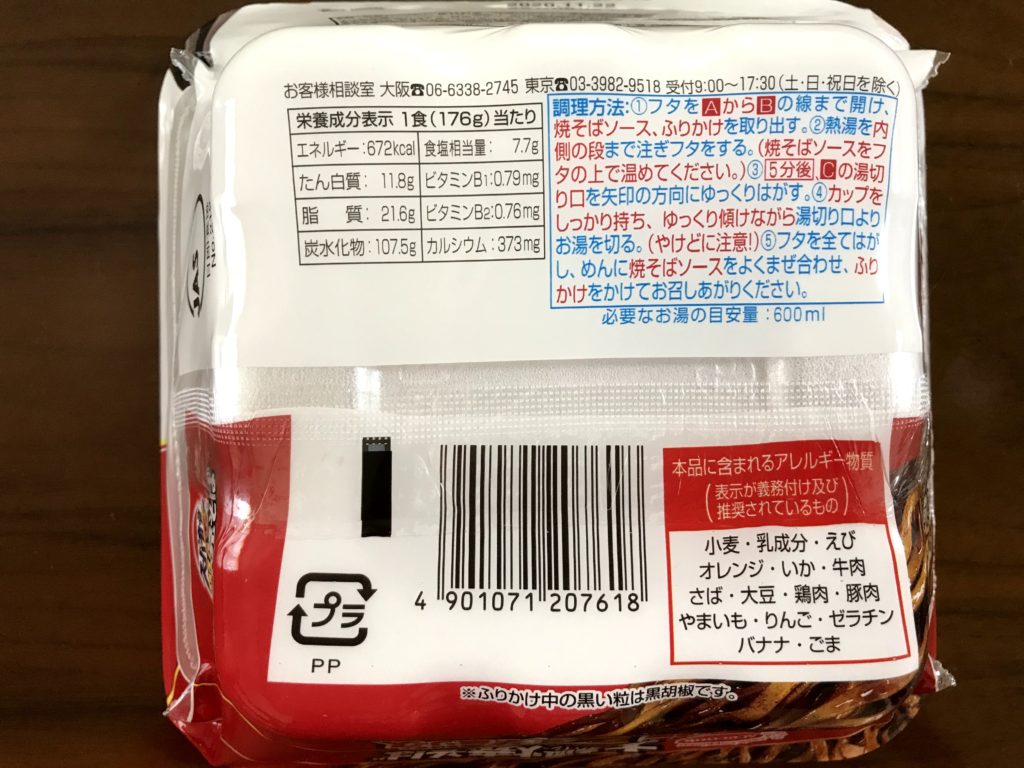 2020.11.22
お客様相談室 大阪☎06-6338-2745 東京☎03-3982-9518 受付9:00～17:30(土・日・祝日を除く)
栄養成分表示 1食(176g)当たり
エネルギー:672kcal 食塩相当量: 7.7g
たん白質: 11.8g ビタミンB1:0.79mg
脂 質: 21.6g ビタミンB2:0.76mg
炭水化物:107.5g カルシウム:373mg
調理方法:①フタをAからBの線まで開け、
焼そばソース、ふりかけを取り出す。②熱湯を内
側の段まで注ぎフタをする。(焼そばソースをフ
タの上で温めてください。)③5分後、Cの湯切
り口を矢印の方向にゆっくりはがす。④カップを
しっかり持ち、ゆっくり傾けながら湯切り口より
お湯を切る。(やけどに注意!)⑤フタを全てはが
し、めんに焼そばソースをよくまぜ合わせ、ふり
かけをかけてお召しあがりください。
必要なお湯の目安量:600ml
JAS
本品に含まれるアレルギー物質
(表示が義務付け及び
推奨されているもの)
小麦・乳成分・えび
オレンジ・いか・牛肉
さば・大豆・鶏肉・豚肉
やまいも・りんご・ゼラチン
バナナ・ごま
4 901071 207618
プラ
PP
※ふりかけ中の黒い粒は黒胡椒です。